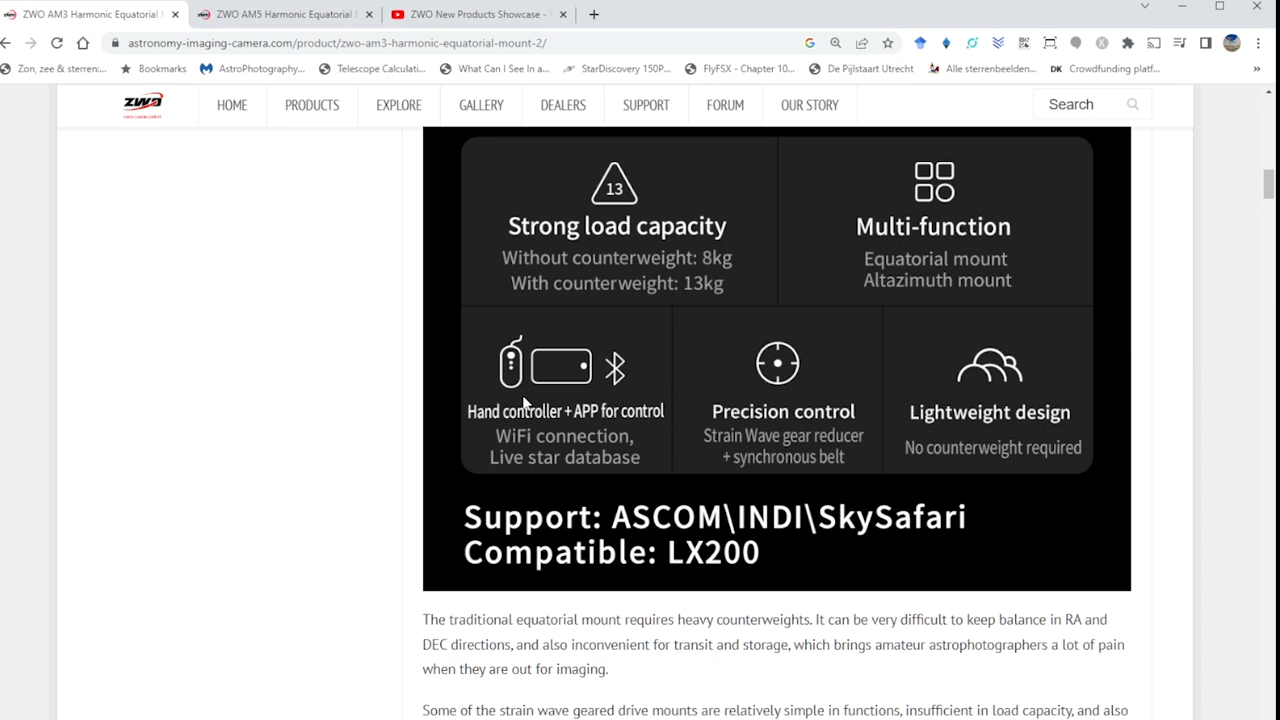 ZWO AM3 Harmonic Equatorial M
ZWO AM5 Harmonic Equatorial M
ZWO New Products Showcase -
astronomy-imaging-camera.com/product/zwo-am3-harmonic-equatorial-mount-2/
Zon, zee & sterren:...
Bookmarks
AstroPhotography...
Telescope Calculati...
What Can I See In a...
StarDiscovery 150P...
FlyFSX - Chapter 10...
De Pijlstaart Utrecht
Alle sterrenbeelden...
DK Crowdfunding platf...
ZWO
HOME
PRODUCTS
EXPLORE
GALLERY
DEALERS
SUPPORT
FORUM
OUR STORY
Search
13
Strong load capacity
Without counterweight: 8kg
With counterweight: 13kg
Multi-function
Equatorial mount
Altazimuth mount
Hand controller + APP for control
WiFi connection,
Live star database
Precision control
Strain Wave gear reducer
+ synchronous belt
Lightweight design
No counterweight required
Support: ASCOM\INDI\SkySafari
Compatible: LX200
The traditional equatorial mount requires heavy counterweights. It can be very difficult to keep balance in RA and
DEC directions, and also inconvenient for transit and storage, which brings amateur astrophotographers a lot of pain
when they are out for imaging.
Some of the strain wave geared drive mounts are relatively simple in functions, insufficient in load capacity, and also